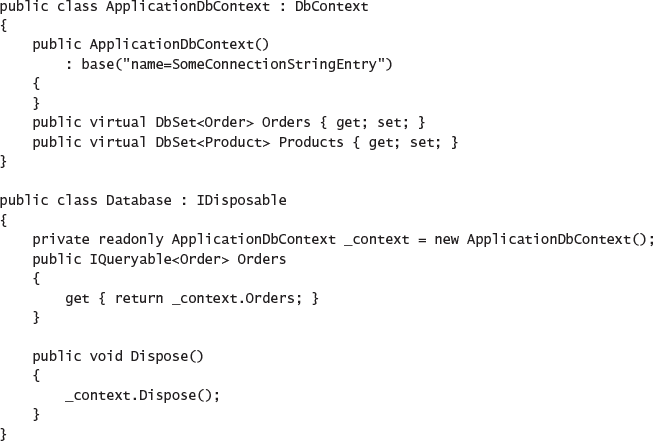 public class ApplicationDbContext : DbContext
{
    public ApplicationDbContext()
        : base("name=SomeConnectionStringEntry")
    {
    }
    public virtual DbSet<Order> Orders { get; set; }
    public virtual DbSet<Product> Products { get; set; }
}

public class Database : IDisposable
{
    private readonly ApplicationDbContext _context = new ApplicationDbContext();
    public IQueryable<Order> Orders
    {
        get { return _context.Orders; }
    }

    public void Dispose()
    {
        _context.Dispose();
    }
}